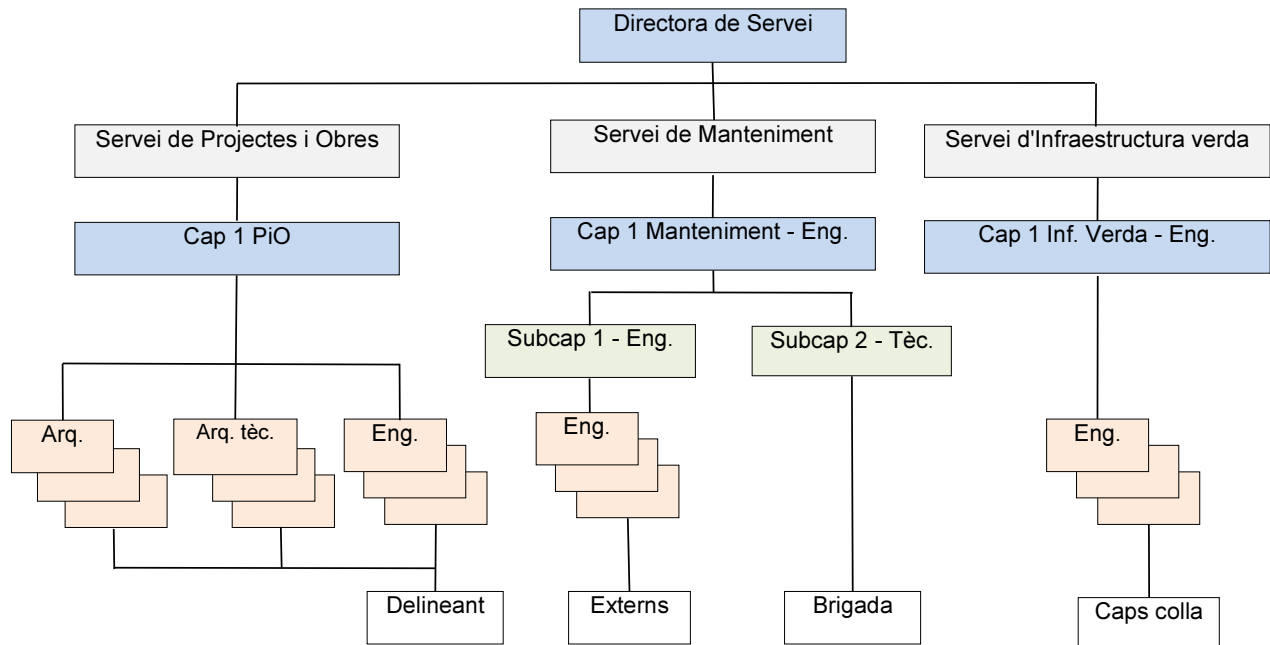 Directora de Servei
Servei de Projectes i Obres
Servei de Manteniment
Servei d'Infraestructura verda
Cap 1 PiO
Cap 1 Manteniment - Eng.
Cap 1 Inf. Verda - Eng.
Subcap 1 - Eng.
Subcap 2 - Tèc.
Arq.
Arq. tèc.
Eng.
Eng.
Eng.
Delineant
Externs
Brigada
Caps colla